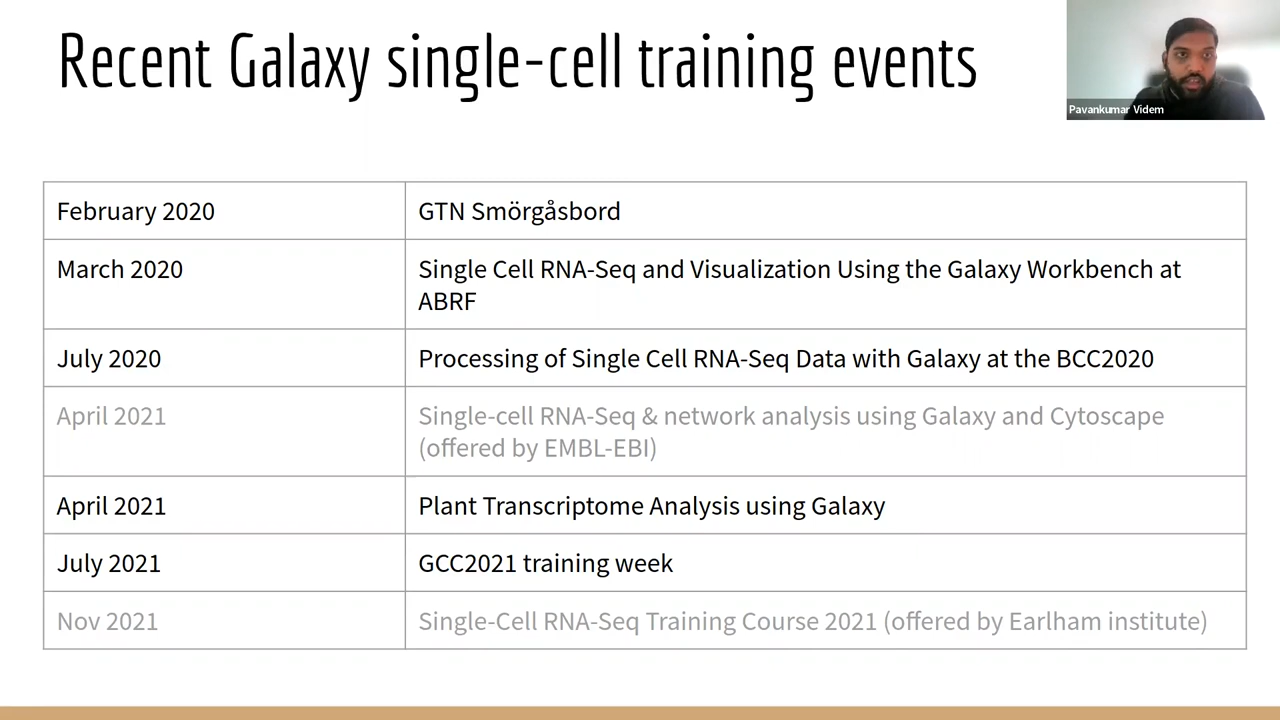 Recent Galaxy single-cell training events
Pavankumar Videm
February 2020
GTN Smörgåsbord
March 2020
Single Cell RNA-Seq and Visualization Using the Galaxy Workbench at
ABRF
July 2020
Processing of Single Cell RNA-Seq Data with Galaxy at the BCC2020
April 2021
Single-cell RNA-Seq & network analysis using Galaxy and Cytoscape
(offered by EMBL-EBI)
April 2021
Plant Transcriptome Analysis using Galaxy
July 2021
GCC2021 training week
Nov 2021
Single-Cell RNA-Seq Training Course 2021 (offered by Earlham institute)